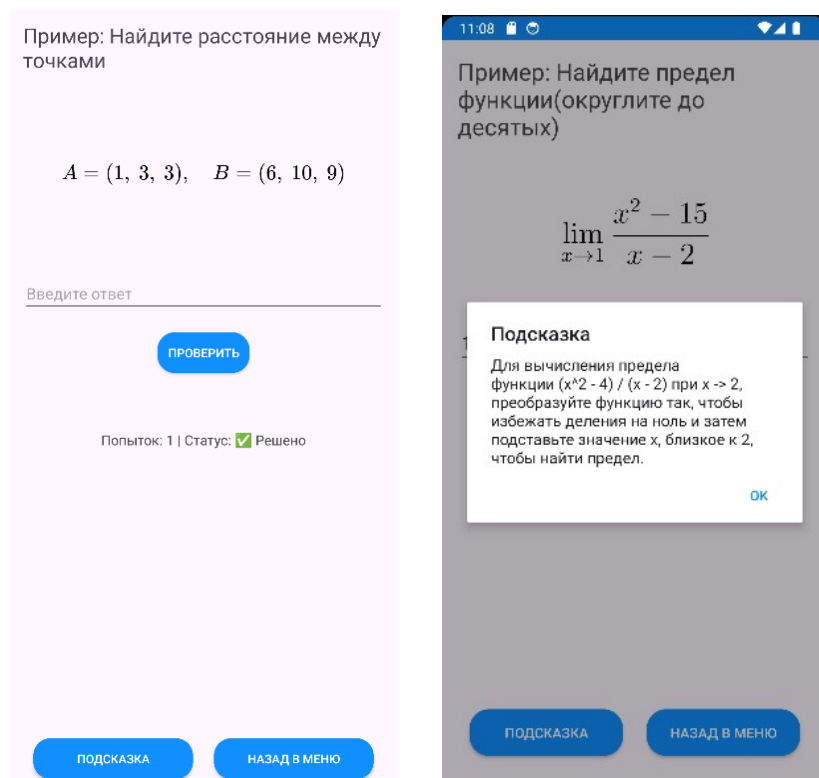 Пример: Найдите расстояние между
точками
A = (1, 3, 3), B = (6, 10, 9)
Введите ответ
ПРОВЕРИТЬ
Попыток: 1 | Статус: ✅ Решено
ПОДСКАЗКА НАЗАД В МЕНЮ
11:08
Пример: Найдите предел
функции(округлите до
десятых)
lim x→1 (x² − 15)/(x − 2)
1
Подсказка
Для вычисления предела
функции (x^2 - 4) / (x - 2) при x -> 2,
преобразуйте функцию так, чтобы
избежать деления на ноль и затем
подставьте значение x, близкое к 2,
чтобы найти предел.
ОК
ПОДСКАЗКА НАЗАД В МЕНЮ